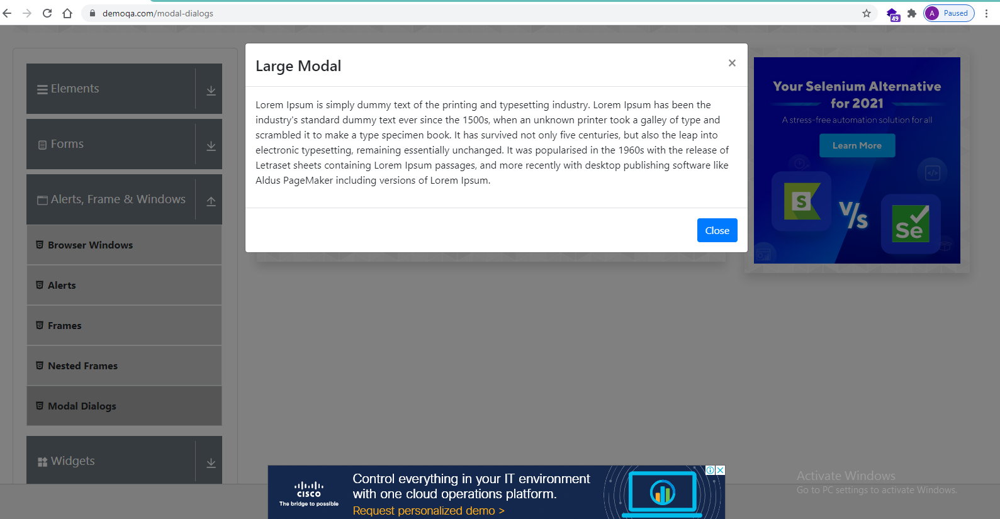 demoqa.com/modal-dialogs
49
A
Paused
Elements
Forms
Alerts, Frame & Windows
Browser Windows
Alerts
Frames
Nested Frames
Modal Dialogs
Widgets
Large Modal
×
Lorem Ipsum is simply dummy text of the printing and typesetting industry. Lorem Ipsum has been the
industry's standard dummy text ever since the 1500s, when an unknown printer took a galley of type and
scrambled it to make a type specimen book. It has survived not only five centuries, but also the leap into
electronic typesetting, remaining essentially unchanged. It was popularised in the 1960s with the release of
Letraset sheets containing Lorem Ipsum passages, and more recently with desktop publishing software like
Aldus PageMaker including versions of Lorem Ipsum.
Close
Your Selenium Alternative
for 2021
A stress-free automation solution for all
Learn More
</>
S
V/s
Se
CISCO
The bridge to possible
Control everything in your IT environment
with one cloud operations platform.
Request personalized demo >
Activate Windows
Go to PC settings to activate Windows.